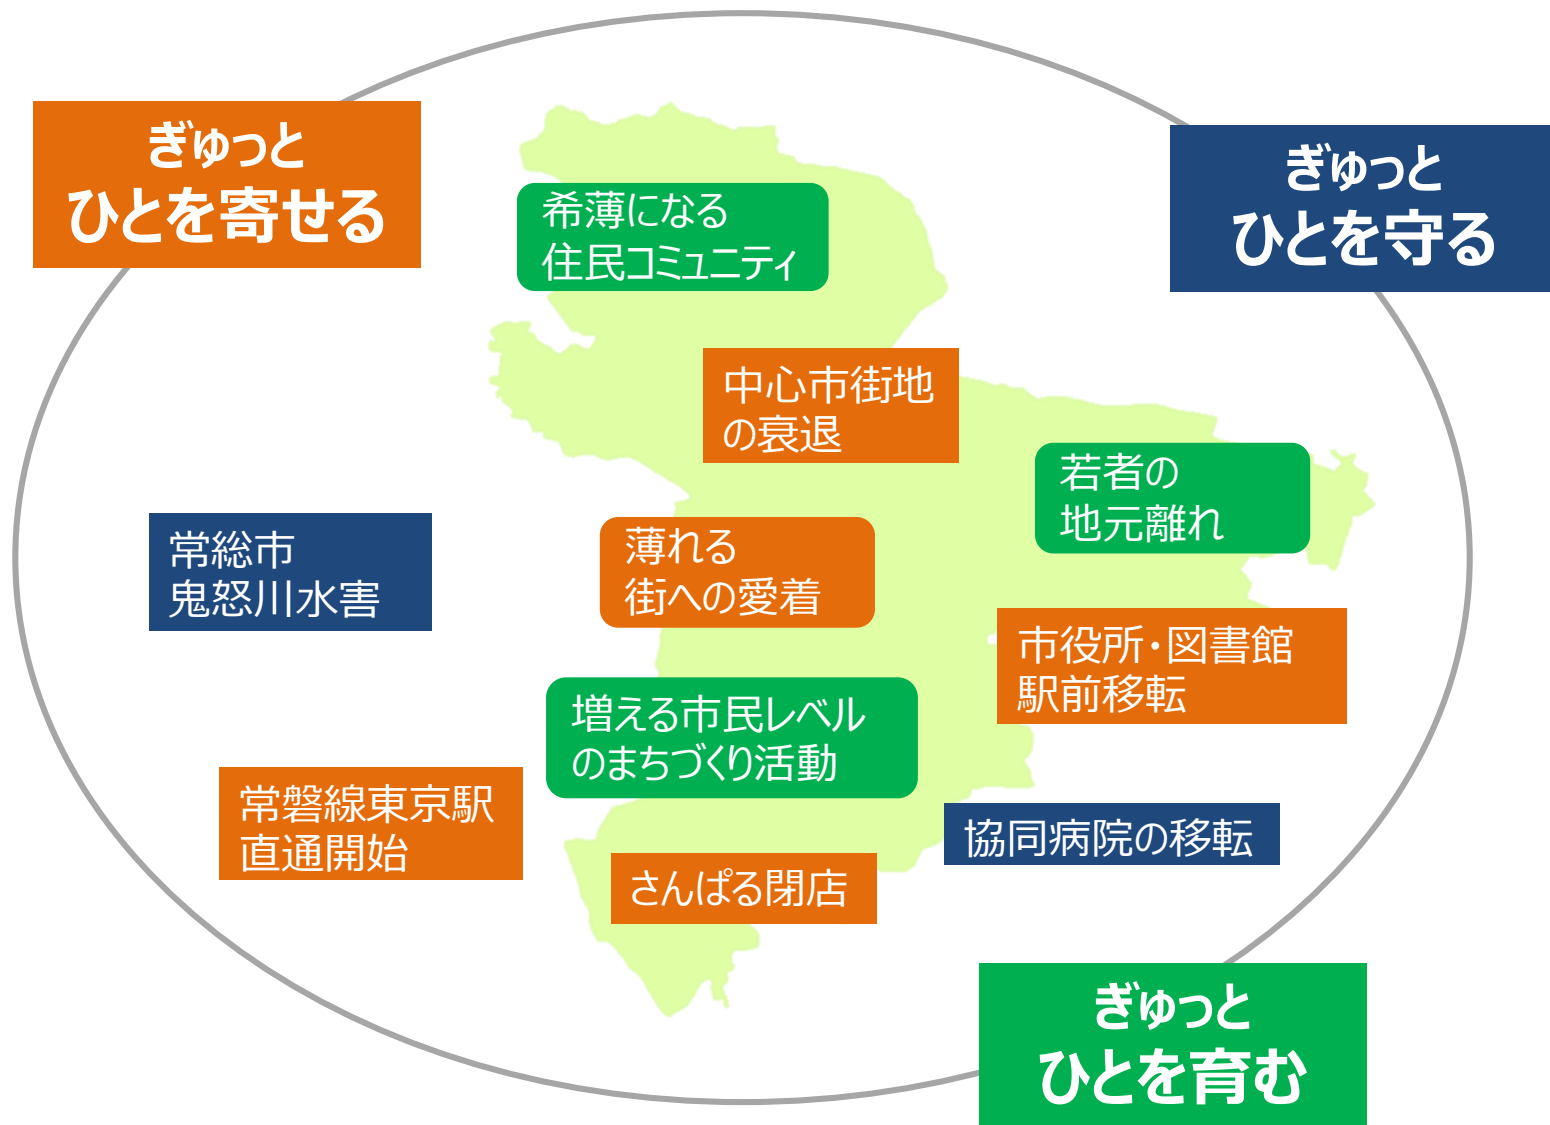 ぎゅっと
ひとを寄せる
ぎゅっと
ひとを守る
希薄になる
住民コミュニティ
中心市街地
の衰退
若者の
地元離れ
常総市
鬼怒川水害
薄れる
街への愛着
市役所・図書館
駅前移転
増える市民レベル
のまちづくり活動
常磐線東京駅
直通開始
協同病院の移転
さんぱる閉店
ぎゅっと
ひとを育む